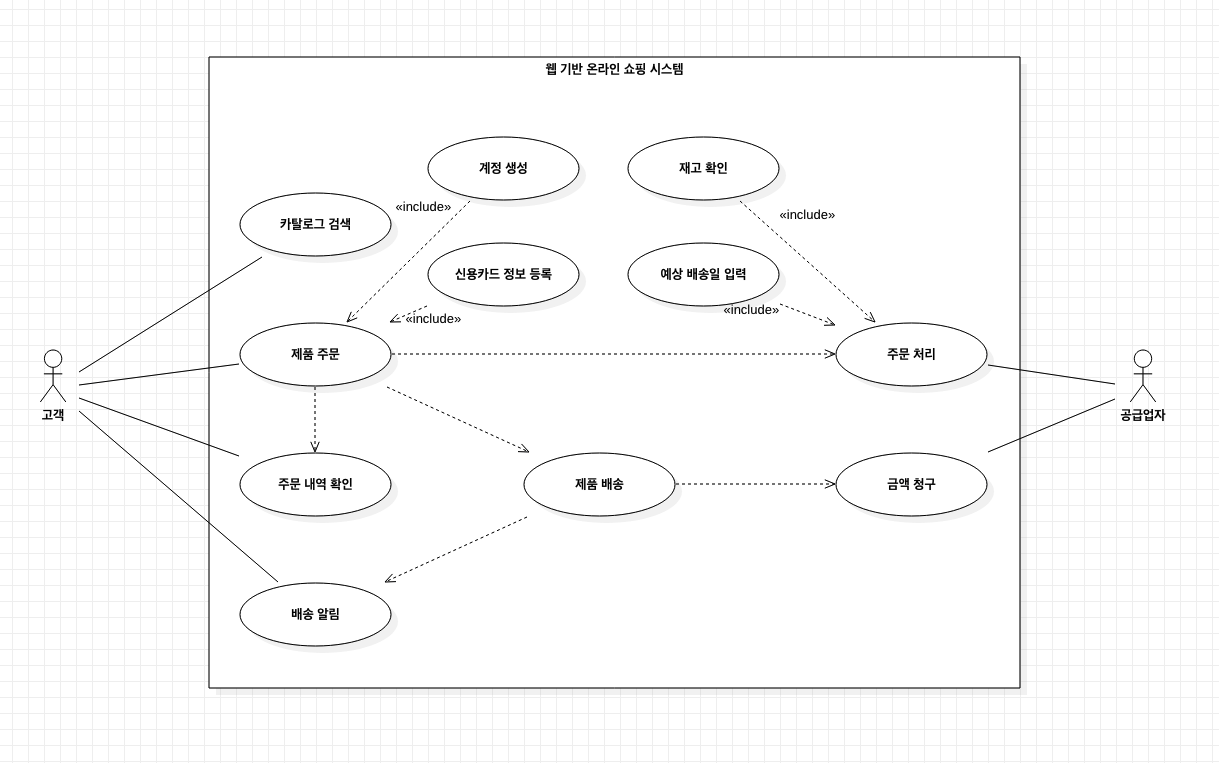 웹 기반 온라인 쇼핑 시스템
계정 생성
재고 확인
카탈로그 검색
«include»
«include»
신용카드 정보 등록
예상 배송일 입력
«include»
«include»
제품 주문
주문 처리
고객
공급업자
주문 내역 확인
제품 배송
금액 청구
배송 알림